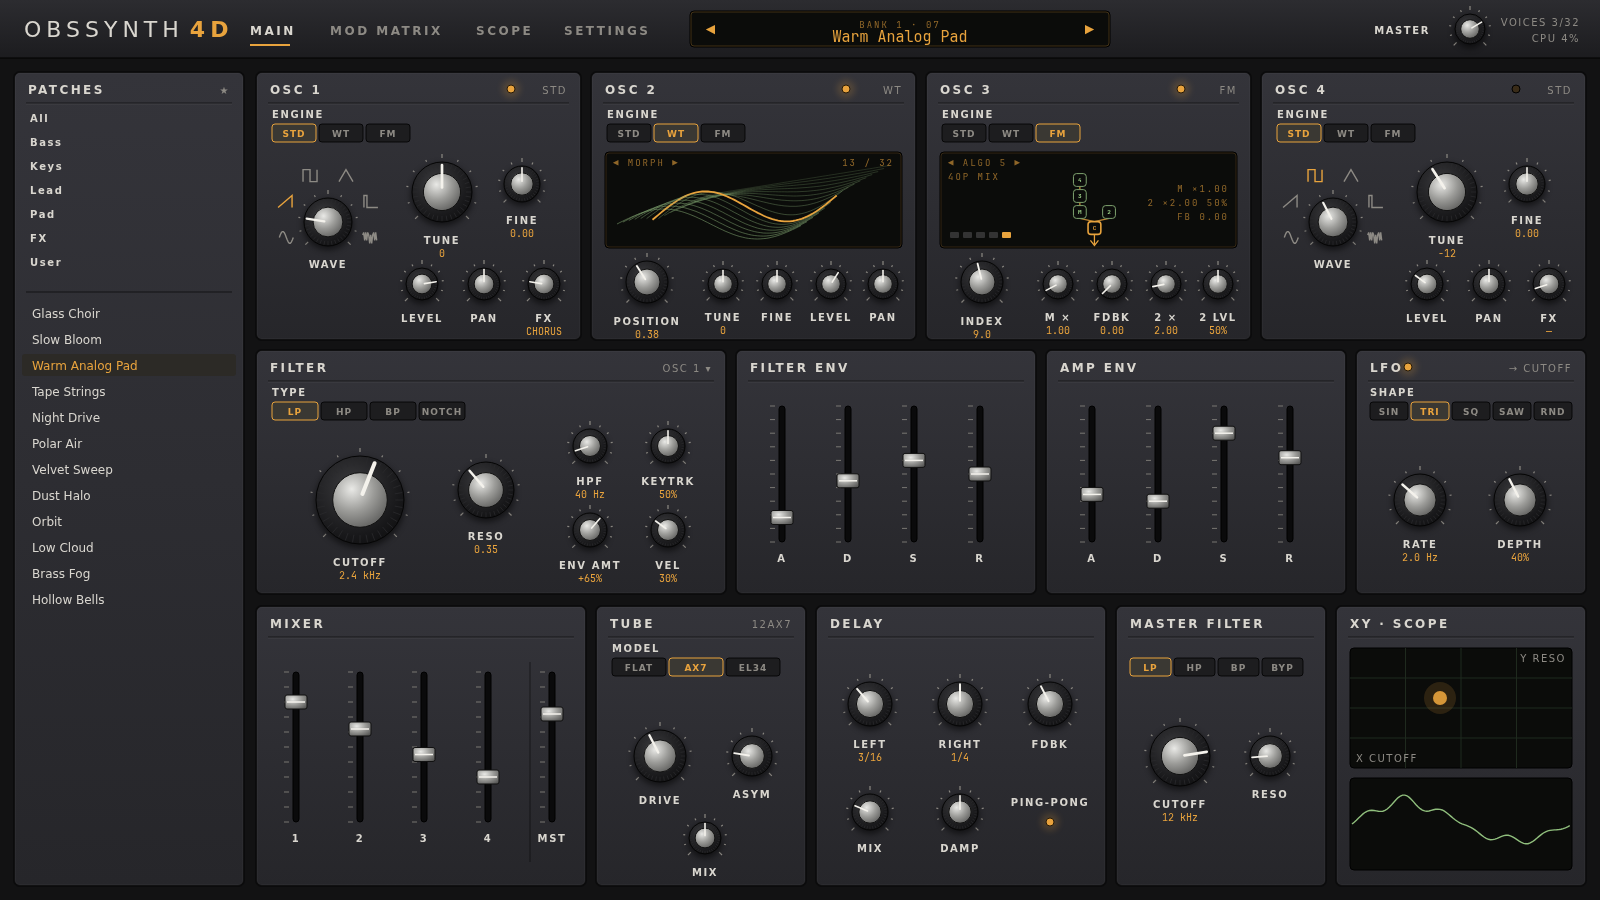 OBSSYNTH 4D
MAIN
MOD MATRIX
SCOPE
SETTINGS
◀ BANK 1 · 07 ▶
Warm Analog Pad
MASTER
VOICES 3/32
CPU 4%
PATCHES ★
All
Bass
Keys
Lead
Pad
FX
User
Glass Choir
Slow Bloom
Warm Analog Pad
Tape Strings
Night Drive
Polar Air
Velvet Sweep
Dust Halo
Orbit
Low Cloud
Brass Fog
Hollow Bells
OSC 1 STD
ENGINE
STD WT FM
WAVE
TUNE
0
FINE
0.00
LEVEL PAN FX
CHORUS
OSC 2 WT
ENGINE
STD WT FM
◀ MORPH ▶ 13 / 32
POSITION
0.38
TUNE
0
FINE LEVEL PAN
OSC 3 FM
ENGINE
STD WT FM
◀ ALGO 5 ▶
4OP MIX
4
3
M 2
C
M ×1.00
2 ×2.00 50%
FB 0.00
INDEX
9.0
M ×
1.00
FDBK
0.00
2 ×
2.00
2 LVL
50%
OSC 4 STD
ENGINE
STD WT FM
WAVE
TUNE
-12
FINE
0.00
LEVEL PAN FX
—
FILTER OSC 1 ▾
TYPE
LP HP BP NOTCH
CUTOFF
2.4 kHz
RESO
0.35
HPF
40 Hz
KEYTRK
50%
ENV AMT
+65%
VEL
30%
FILTER ENV
A D S R
AMP ENV
A D S R
LFO → CUTOFF
SHAPE
SIN TRI SQ SAW RND
RATE
2.0 Hz
DEPTH
40%
MIXER
1 2 3 4 MST
TUBE 12AX7
MODEL
FLAT AX7 EL34
DRIVE
ASYM
MIX
DELAY
LEFT
3/16
RIGHT
1/4
FDBK
MIX
DAMP
PING-PONG
MASTER FILTER
LP HP BP BYP
CUTOFF
12 kHz
RESO
XY · SCOPE
Y RESO
X CUTOFF